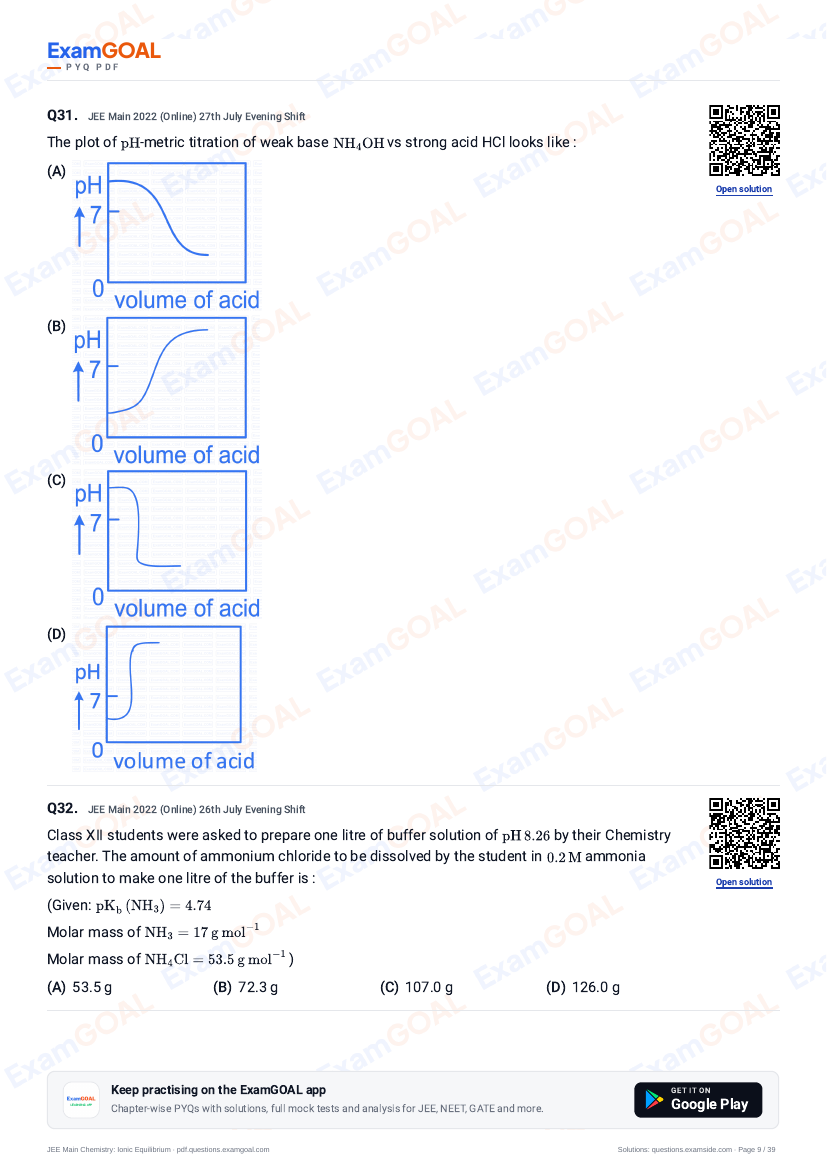 ExamGOAL
PYQ PDF
Q31. JEE Main 2022 (Online) 27th July Evening Shift
The plot of pH-metric titration of weak base NH₄OH vs strong acid HCl looks like :
Open solution
(A)
pH
7
0
volume of acid
(B)
pH
7
0
volume of acid
(C)
pH
7
0
volume of acid
(D)
pH
7
0
volume of acid
Q32. JEE Main 2022 (Online) 26th July Evening Shift
Class XII students were asked to prepare one litre of buffer solution of pH 8.26 by their Chemistry
teacher. The amount of ammonium chloride to be dissolved by the student in 0.2 M ammonia
solution to make one litre of the buffer is :
Open solution
(Given: pK_b (NH₃) = 4.74
Molar mass of NH₃ = 17 g mol⁻¹
Molar mass of NH₄Cl = 53.5 g mol⁻¹ )
(A) 53.5 g (B) 72.3 g (C) 107.0 g (D) 126.0 g
ExamGOAL
Keep practising on the ExamGOAL app
Chapter-wise PYQs with solutions, full mock tests and analysis for JEE, NEET, GATE and more.
GET IT ON
Google Play
JEE Main Chemistry: Ionic Equilibrium · pdf.questions.examgoal.com
Solutions: questions.examside.com · Page 9 / 39